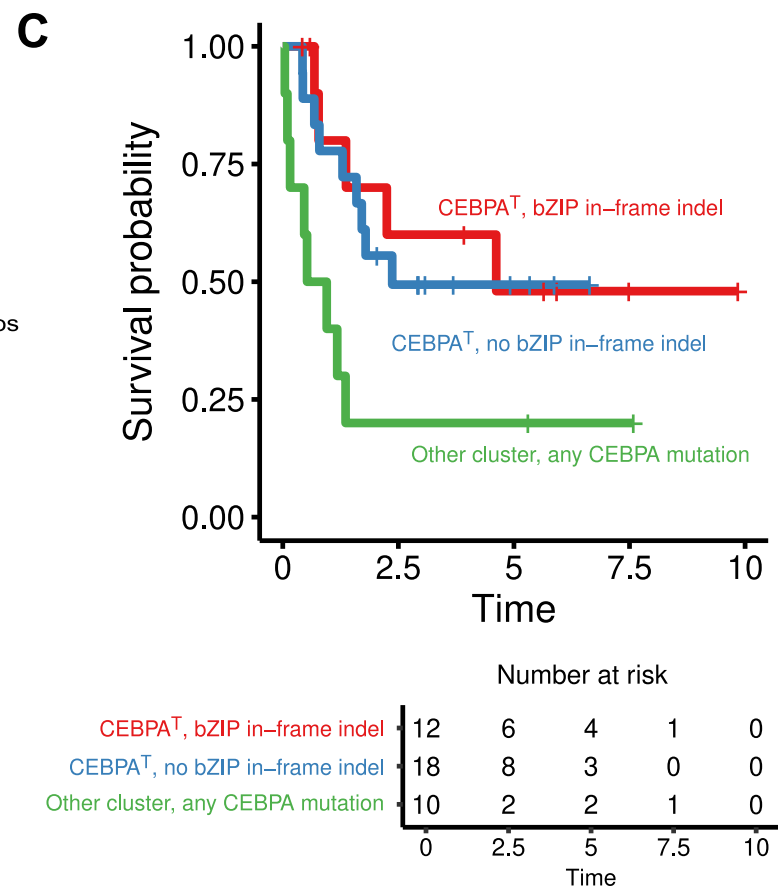 C
1.00
0.75
0.50
0.25
0.00
Survival probability
CEBPAT, bZIP in−frame indel
os
CEBPAT, no bZIP in−frame indel
Other cluster, any CEBPA mutation
0 2.5 5 7.5 10
Time
Number at risk
CEBPAT, bZIP in−frame indel 12 6 4 1 0
CEBPAT, no bZIP in−frame indel 18 8 3 0 0
Other cluster, any CEBPA mutation 10 2 2 1 0
0 2.5 5 7.5 10
Time